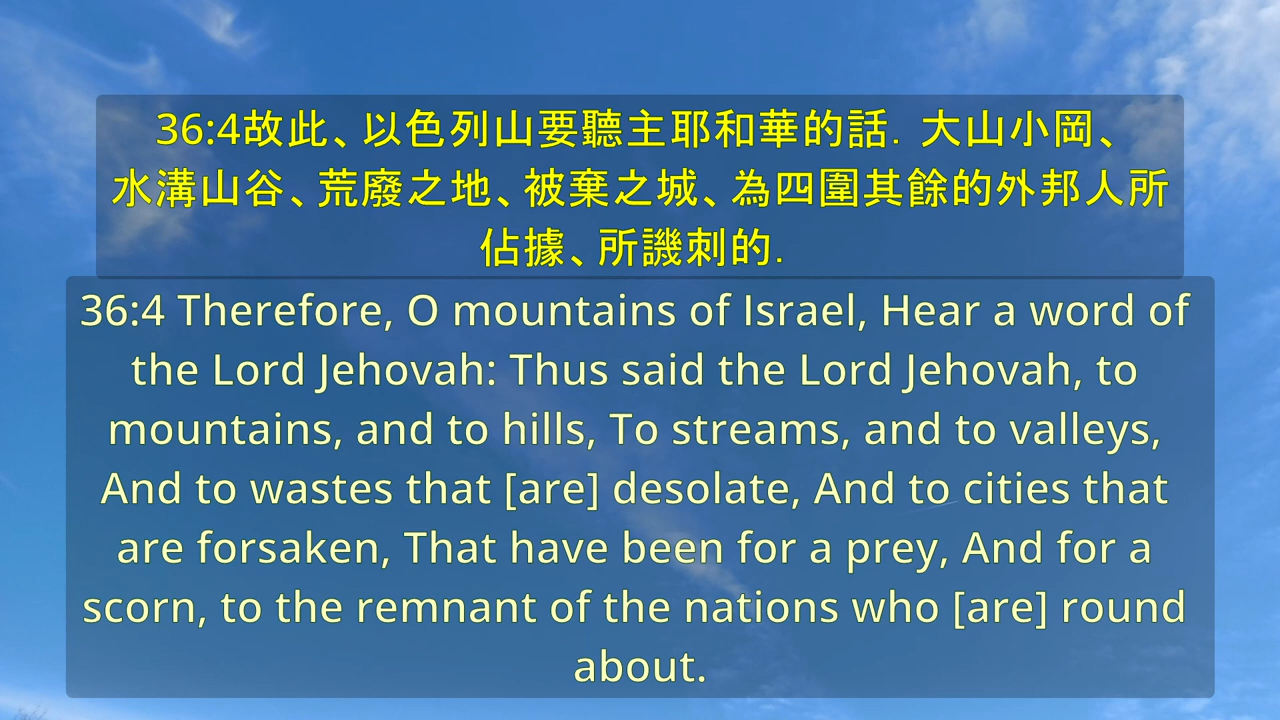 36:4故此、以色列山要聽主耶和華的話. 大山小岡、
水溝山谷、荒廢之地、被棄之城、為四圍其餘的外邦人所
佔據、所譏刺的.
36:4 Therefore, O mountains of Israel, Hear a word of
the Lord Jehovah: Thus said the Lord Jehovah, to
mountains, and to hills, To streams, and to valleys,
And to wastes that [are] desolate, And to cities that
are forsaken, That have been for a prey, And for a
scorn, to the remnant of the nations who [are] round
about.